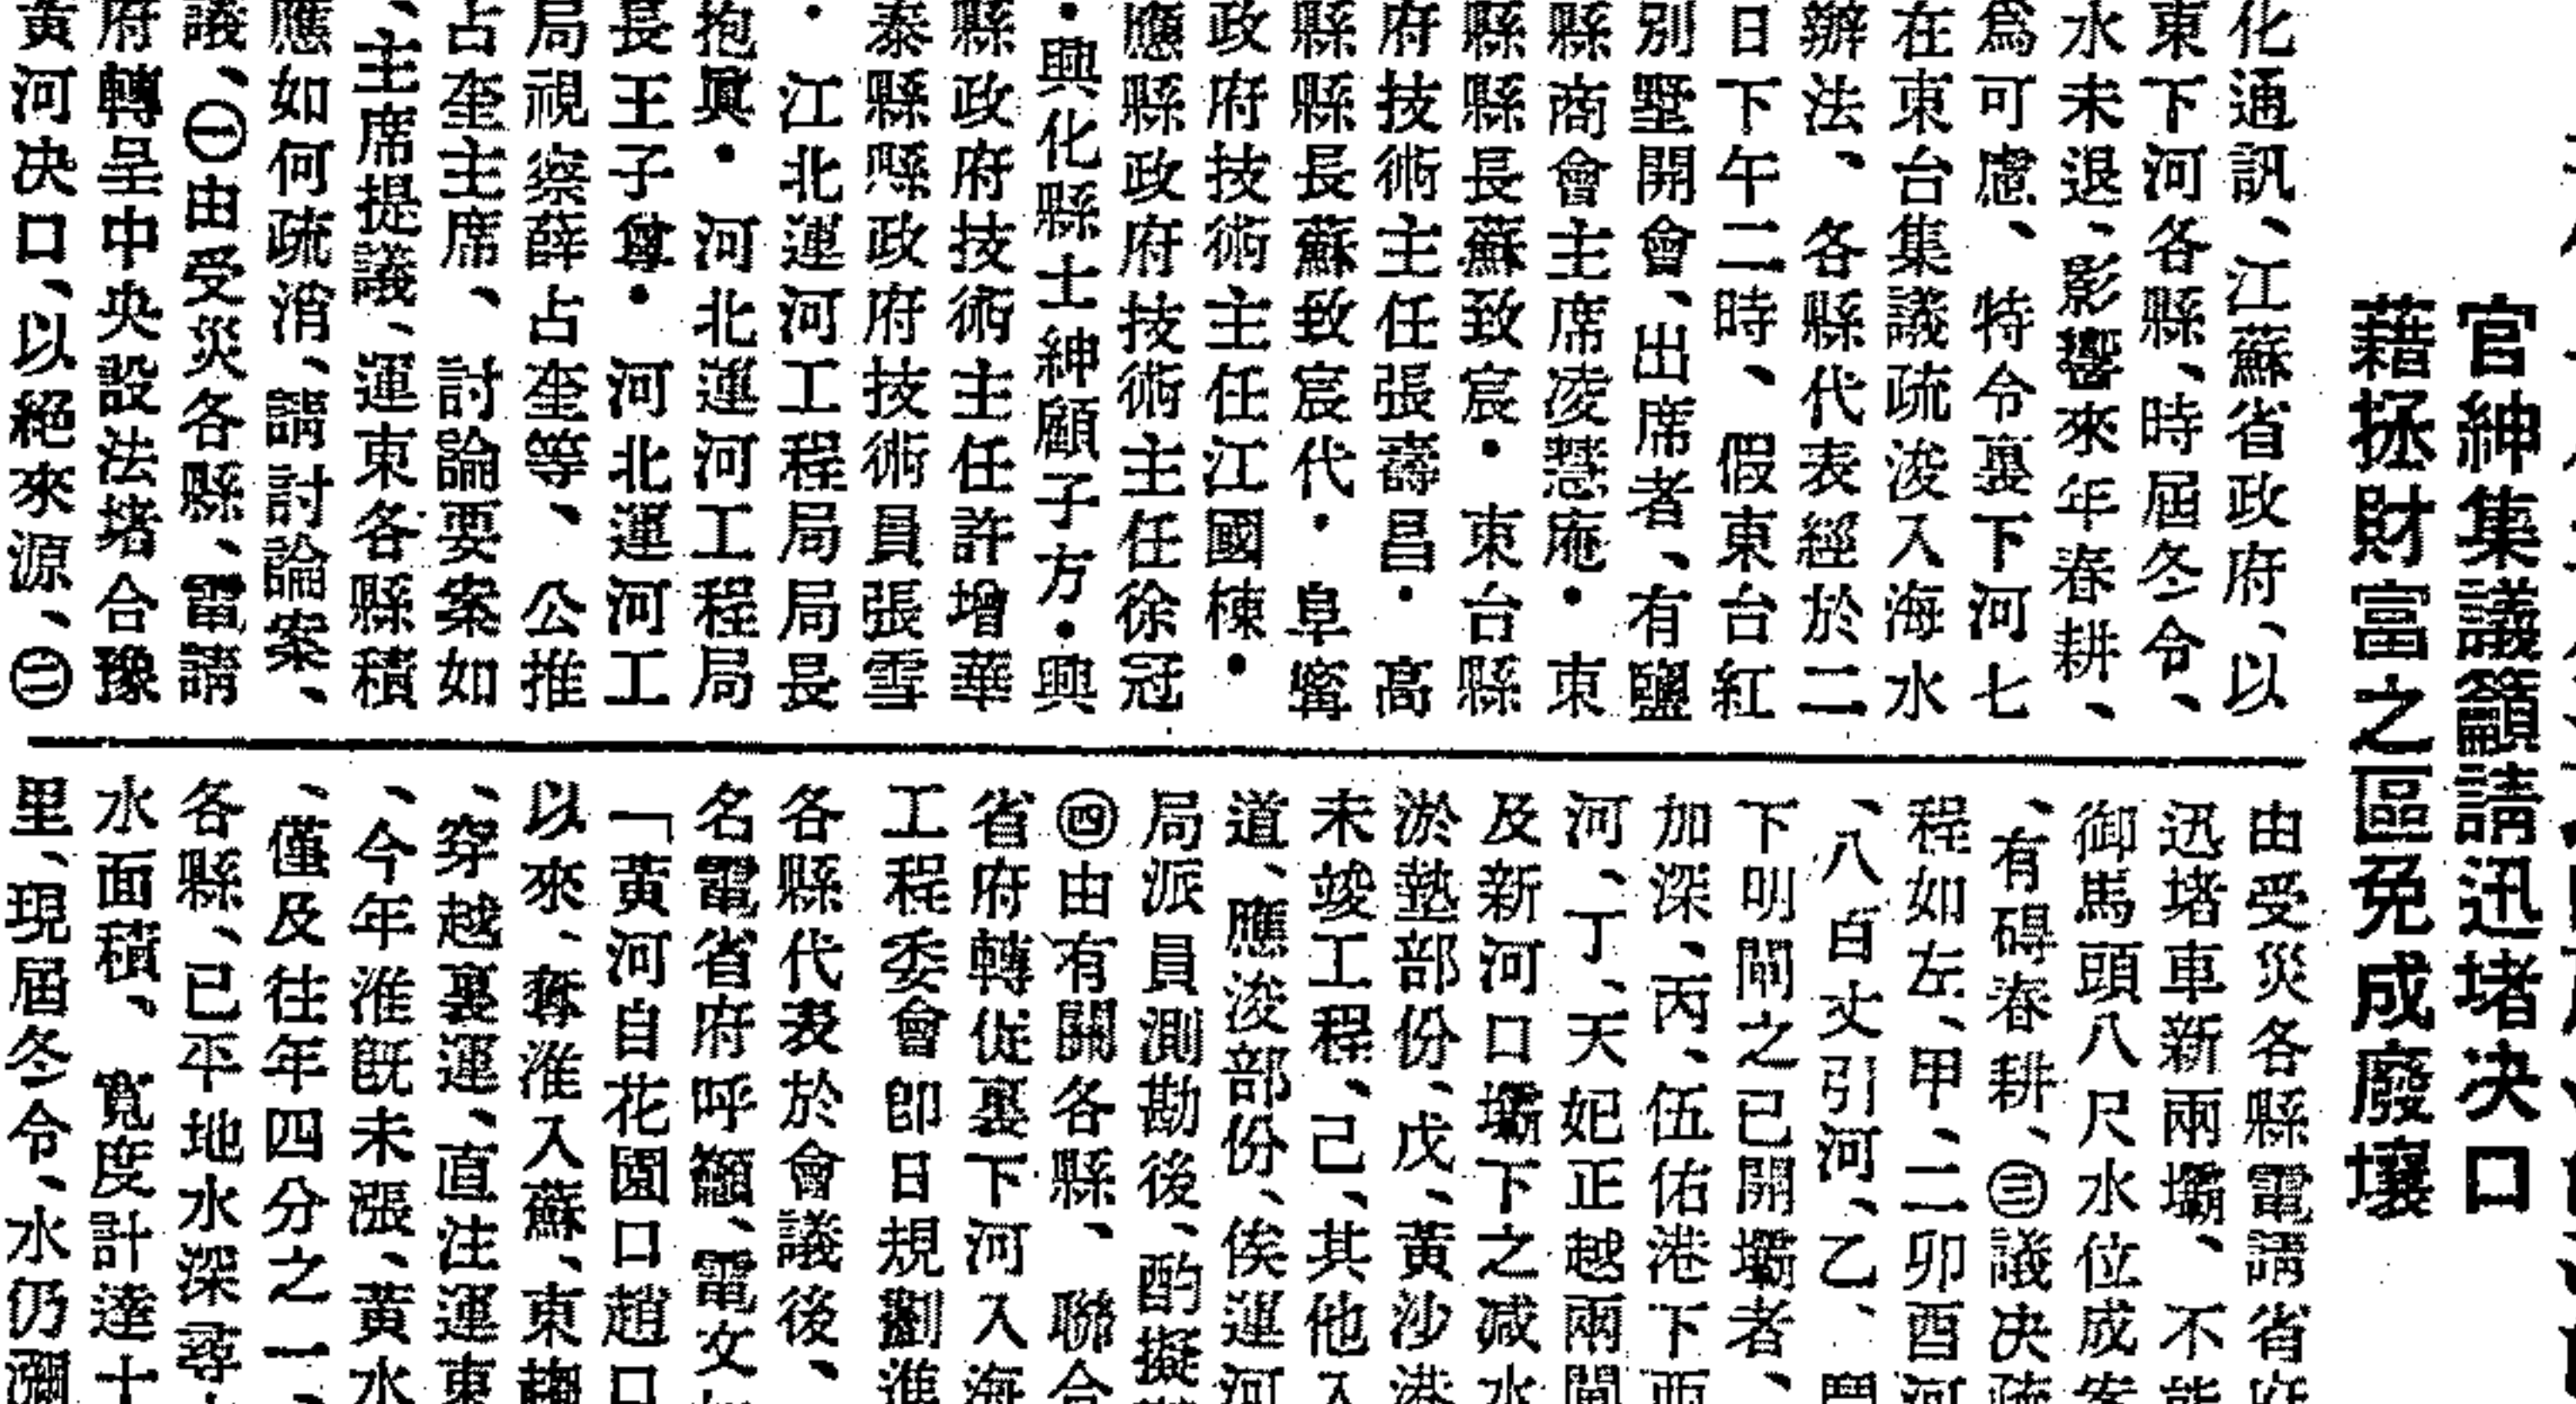 官紳集議籲請迅堵决口
藉拯財富之區免成廢壤
化通訊、江蘇省政府、以
東下河各縣、時屆冬令、
水未退、影響來年春耕、
爲可慮、特令裏下河七
在東台集議疏浚入海水
辦法、各縣代表經於二
日下午二時、假東台紅
別墅開會、出席者、有鹽
縣商會主席凌慧庵·東
縣縣長蘇致宸·東台縣
府技術主任張壽昌·高
縣縣長蘇致宸代·阜寗
政府技術主任江國棟·
應縣政府技術主任徐冠
·興化縣士紳顧子方·興
縣政府技術主任許增華
泰縣縣政府技術員張雪
·江北運河工程局局長
抱眞·河北運河工程局
長王子尊·河北運河工
局視察薛占奎等、公推
占奎主席、討論要案如
、主席提議、運東各縣積
應如何疏消、請討論案、
議、㊀由受災各縣、電請
府轉呈中央設法堵合豫
黃河决口、以絕來源、㊁
由受災各縣電請省府
迅堵車新兩壩、不能
御馬頭八尺水位成案
、有碍春耕、㊂議决疏
程如左、甲、二卯酉河
、八百丈引河、乙、鬥
下明閘之已開壩者、
加深、丙、伍佑港下西
河、丁、天妃正越兩閘
及新河口壩下之减水
淤墊部份、戊、黃沙港
未竣工程、己、其他入
道、應浚部份、俟運河
局派員測勘後、酌擬
㊃由有關各縣、聯合
省府轉促裏下河入海
工程委會卽日規劃進
各縣代表於會議後、
名電省府呼籲、電文
「黃河自花園口趙口
以來、奪淮入蘇、東趨
、穿越裏運、直注運東
、今年淮旣未漲、黃水
、僅及往年四分之一、
各縣、已平地水深尋
水面積、寬度計達十
里、現屆冬令、水仍瀰